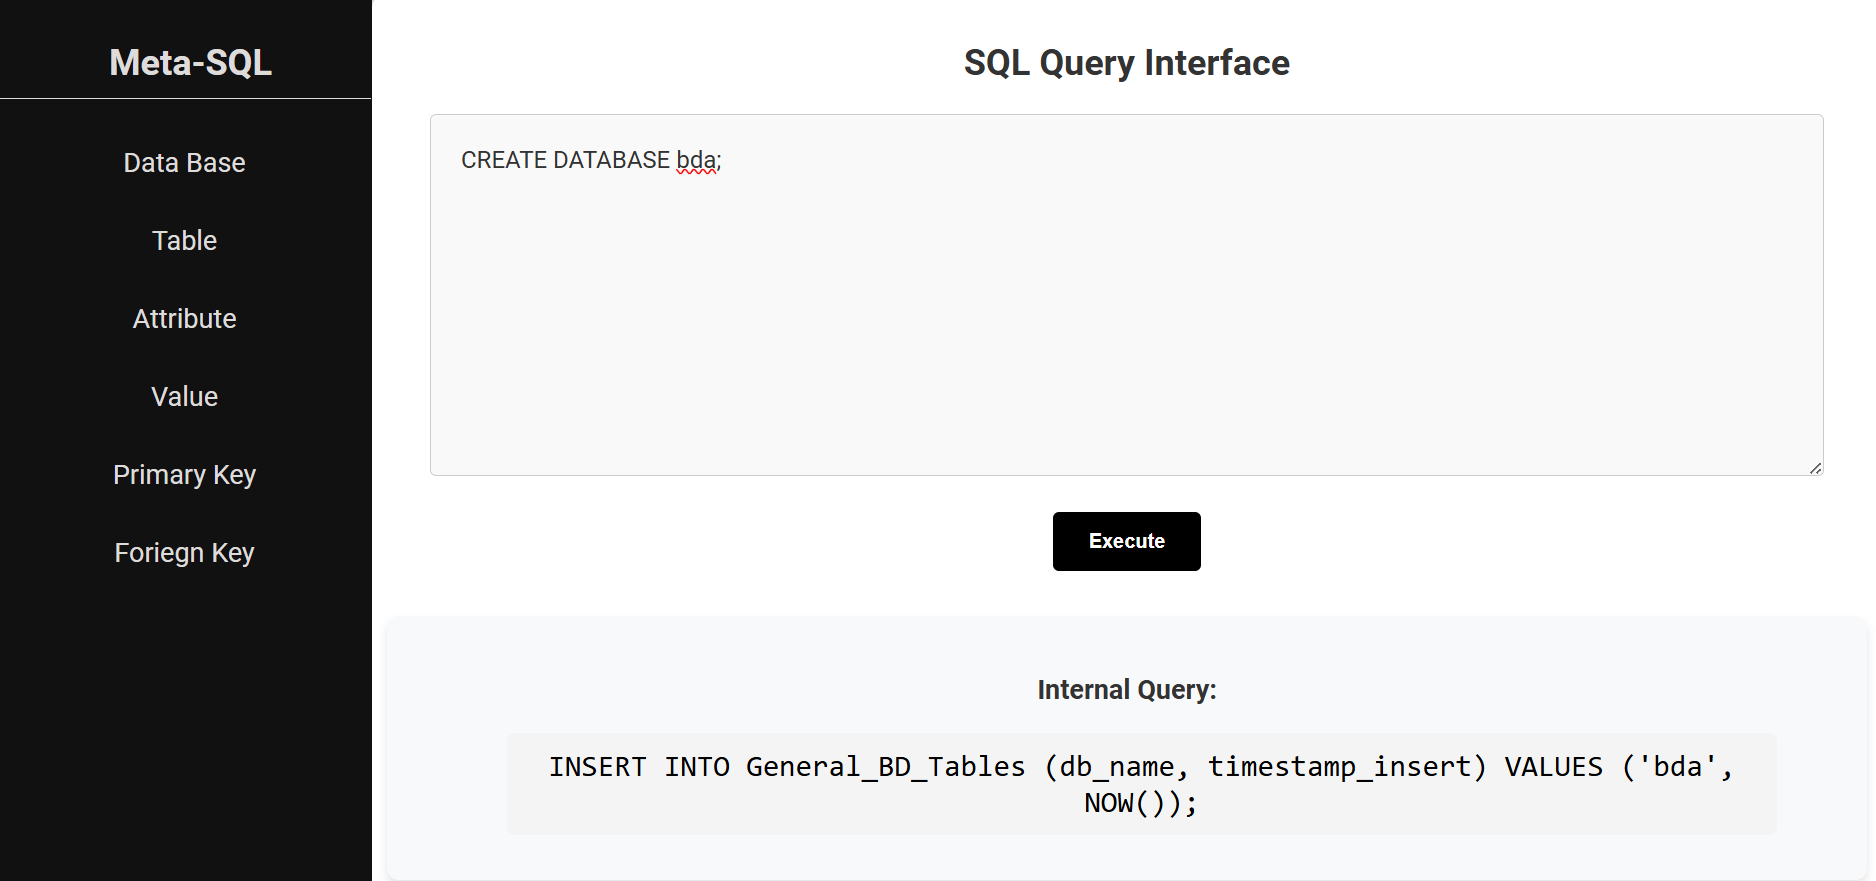 Meta-SQL
Data Base
Table
Attribute
Value
Primary Key
Foriegn Key
SQL Query Interface
CREATE DATABASE bda;
Execute
Internal Query:
INSERT INTO General_BD_Tables (db_name, timestamp_insert) VALUES ('bda',
NOW());